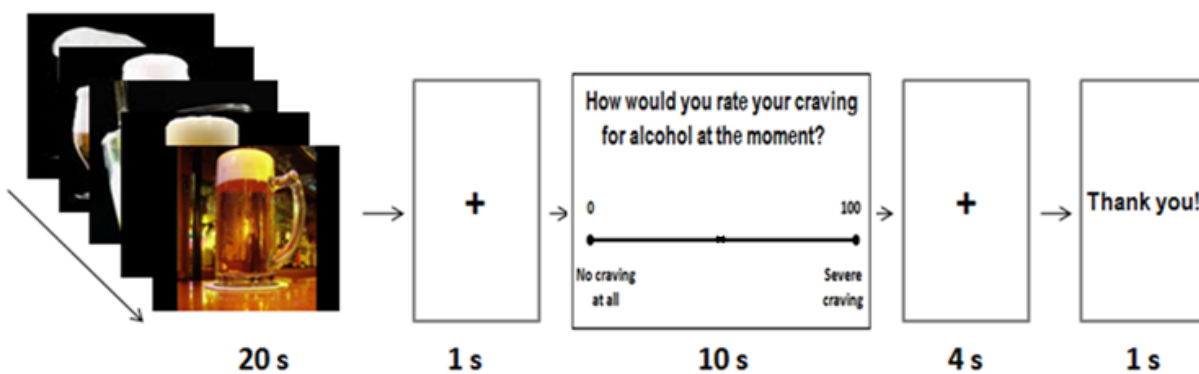 +
How would you rate your craving
for alcohol at the moment?
0 100
No craving
at all
Severe
craving
+
Thank you!
20 s 1 s 10 s 4 s 1 s